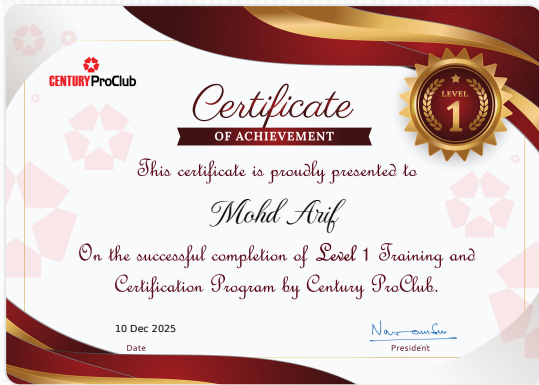 CENTURY ProClub
Certificate
OF ACHIEVEMENT
LEVEL
1
This certificate is proudly presented to
Mohd Arif
On the successful completion of Level 1 Training and
Certification Program by Century ProClub.
10 Dec 2025
Date
President